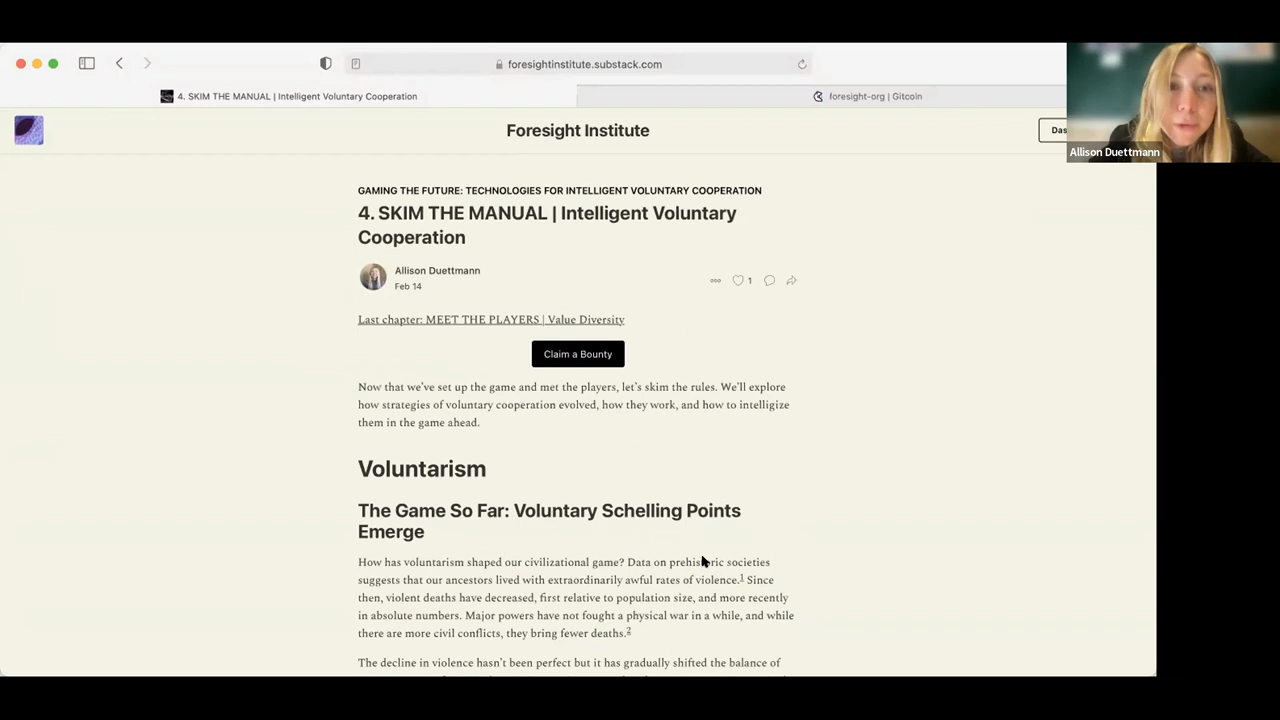 foresightinstitute.substack.com
4. SKIM THE MANUAL | Intelligent Voluntary Cooperation
foresight-org | Gitcoin
Foresight Institute
Das
Allison Duettmann
GAMING THE FUTURE: TECHNOLOGIES FOR INTELLIGENT VOLUNTARY COOPERATION
4. SKIM THE MANUAL | Intelligent Voluntary
Cooperation
Allison Duettmann
Feb 14
1
Last chapter: MEET THE PLAYERS | Value Diversity
Claim a Bounty
Now that we've set up the game and met the players, let's skim the rules. We'll explore
how strategies of voluntary cooperation evolved, how they work, and how to intelligize
them in the game ahead.
Voluntarism
The Game So Far: Voluntary Schelling Points
Emerge
How has voluntarism shaped our civilizational game? Data on prehistoric societies
suggests that our ancestors lived with extraordinarily awful rates of violence.1 Since
then, violent deaths have decreased, first relative to population size, and more recently
in absolute numbers. Major powers have not fought a physical war in a while, and while
there are more civil conflicts, they bring fewer deaths.2
The decline in violence hasn't been perfect but it has gradually shifted the balance of